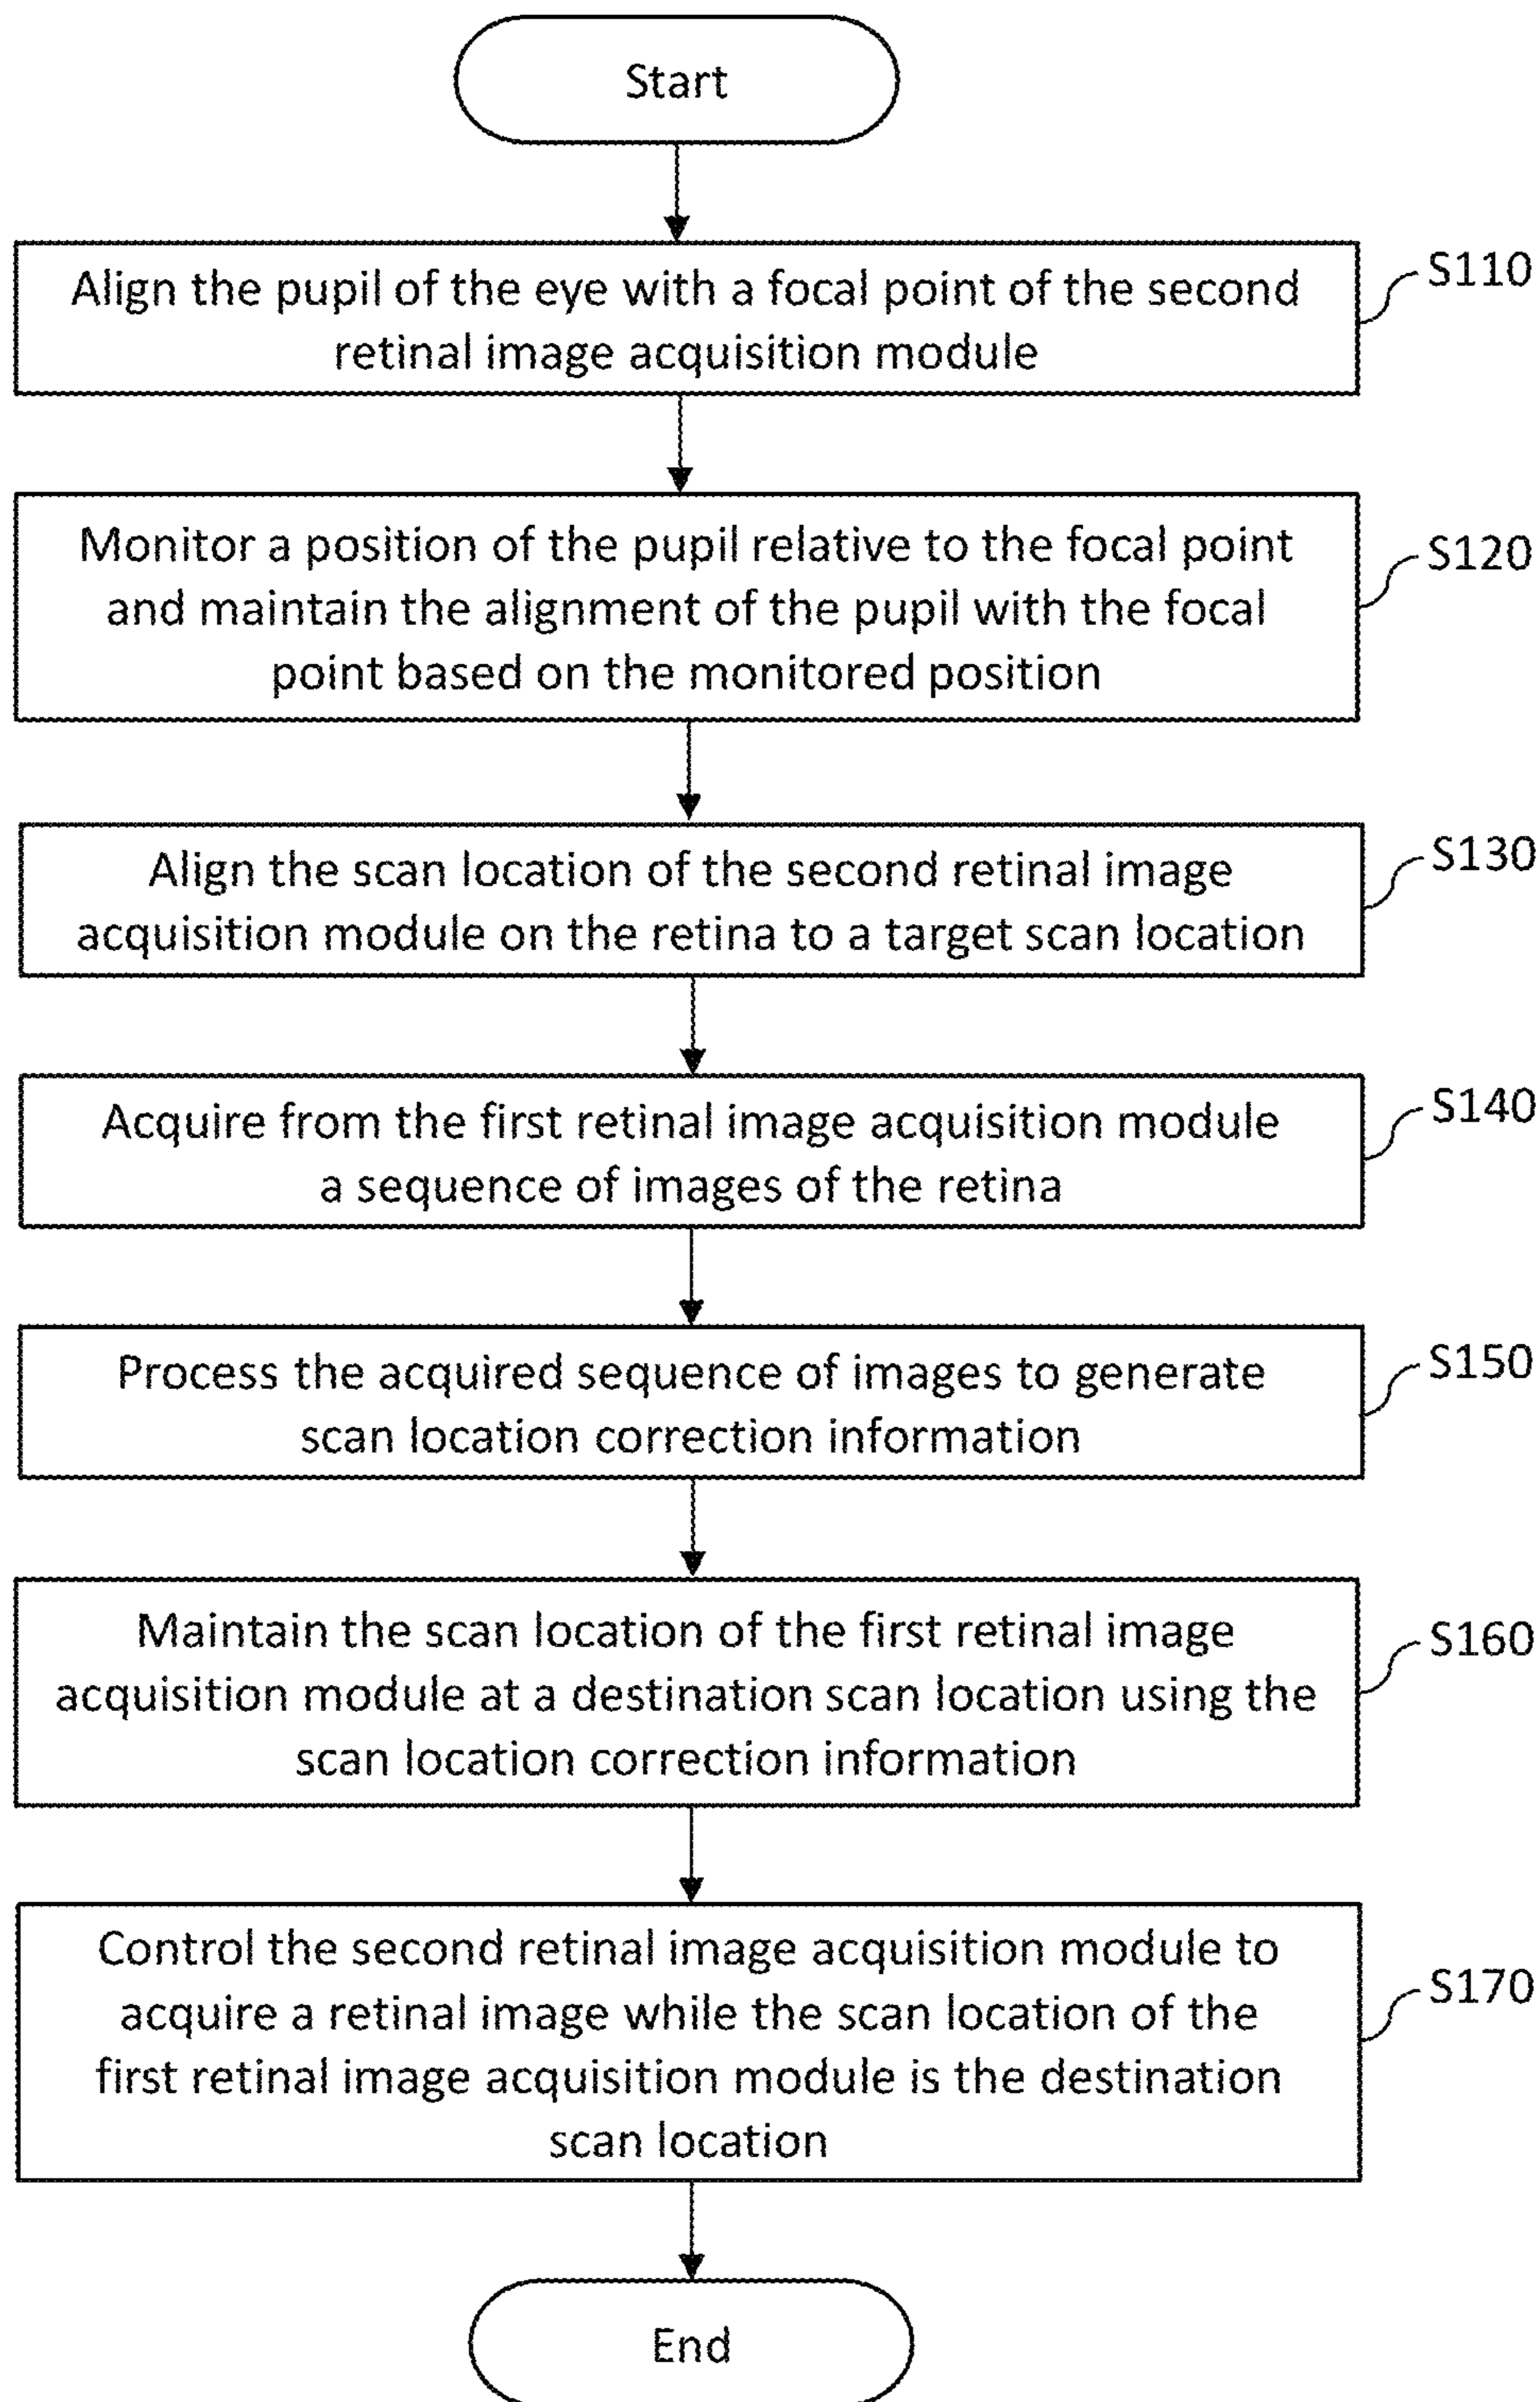 Start
Align the pupil of the eye with a focal point of the second
retinal image acquisition module
S110
Monitor a position of the pupil relative to the focal point
and maintain the alignment of the pupil with the focal
point based on the monitored position
S120
Align the scan location of the second retinal image
acquisition module on the retina to a target scan location
S130
Acquire from the first retinal image acquisition module
a sequence of images of the retina
S140
Process the acquired sequence of images to generate
scan location correction information
S150
Maintain the scan location of the first retinal image
acquisition module at a destination scan location using the
scan location correction information
S160
Control the second retinal image acquisition module to
acquire a retinal image while the scan location of the
first retinal image acquisition module is the destination
scan location
S170
End